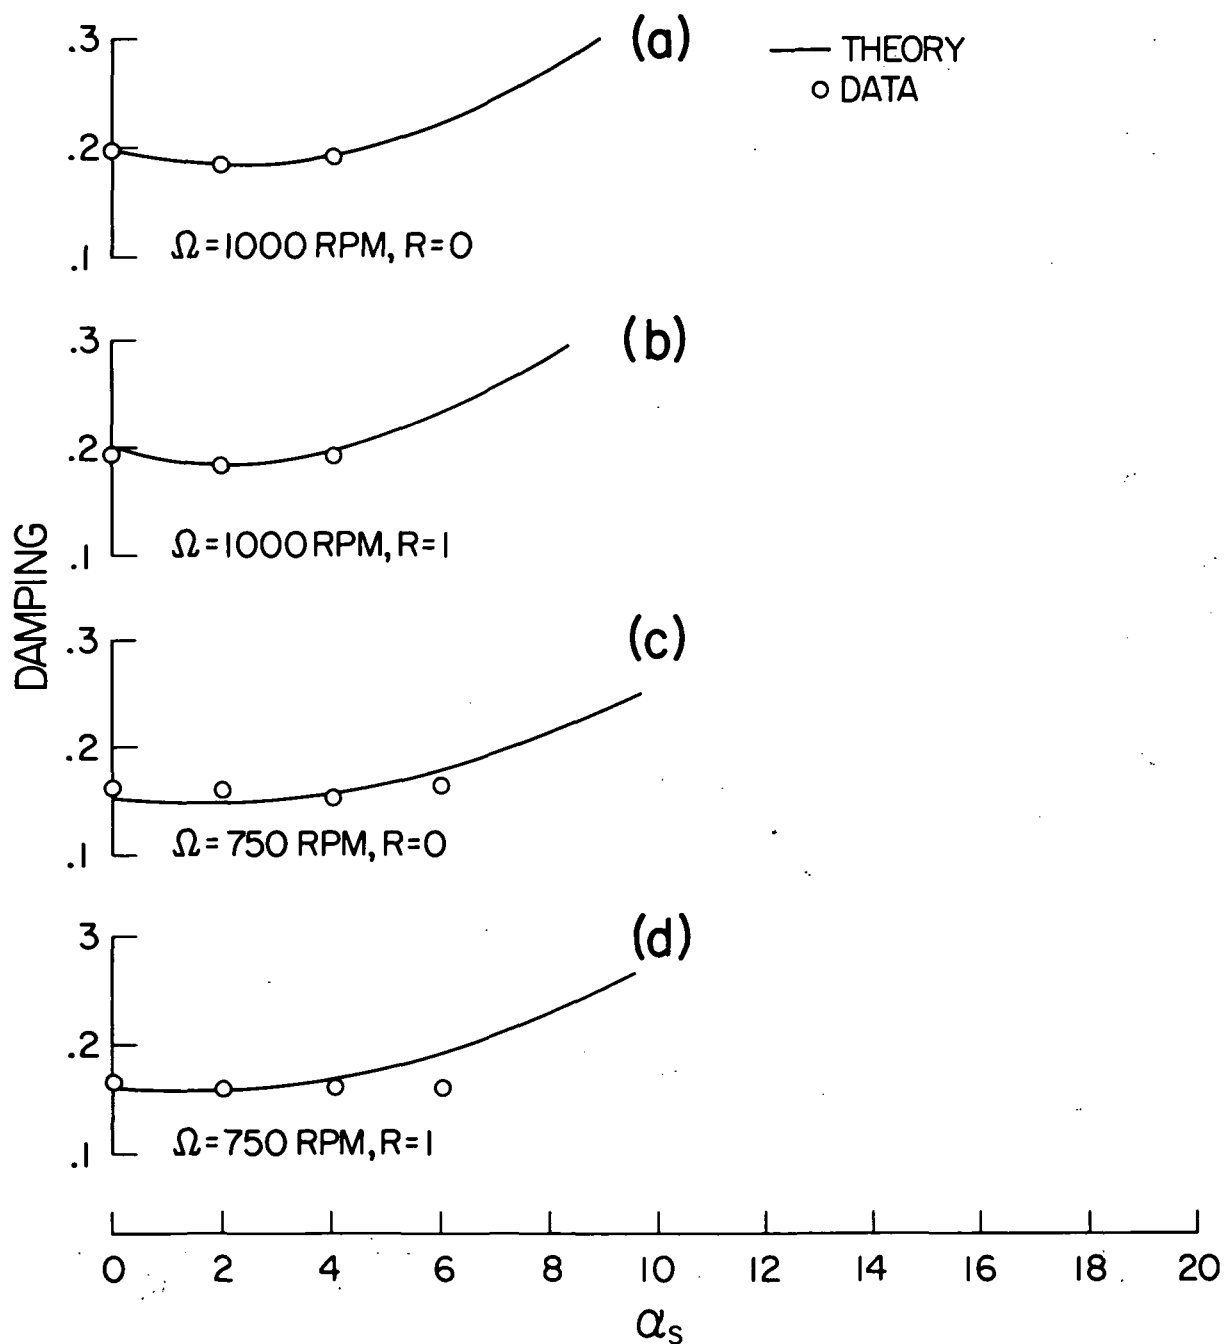 (a)
— THEORY
○ DATA
.3
.2
.1
Ω=1000 RPM, R=0
(b)
.3
.2
.1
Ω=1000 RPM, R=1
DAMPING
(c)
.3
.2
.1
Ω=750 RPM, R=0
(d)
.3
.2
.1
Ω=750 RPM, R=1
0 2 4 6 8 10 12 14 16 18 20
αs